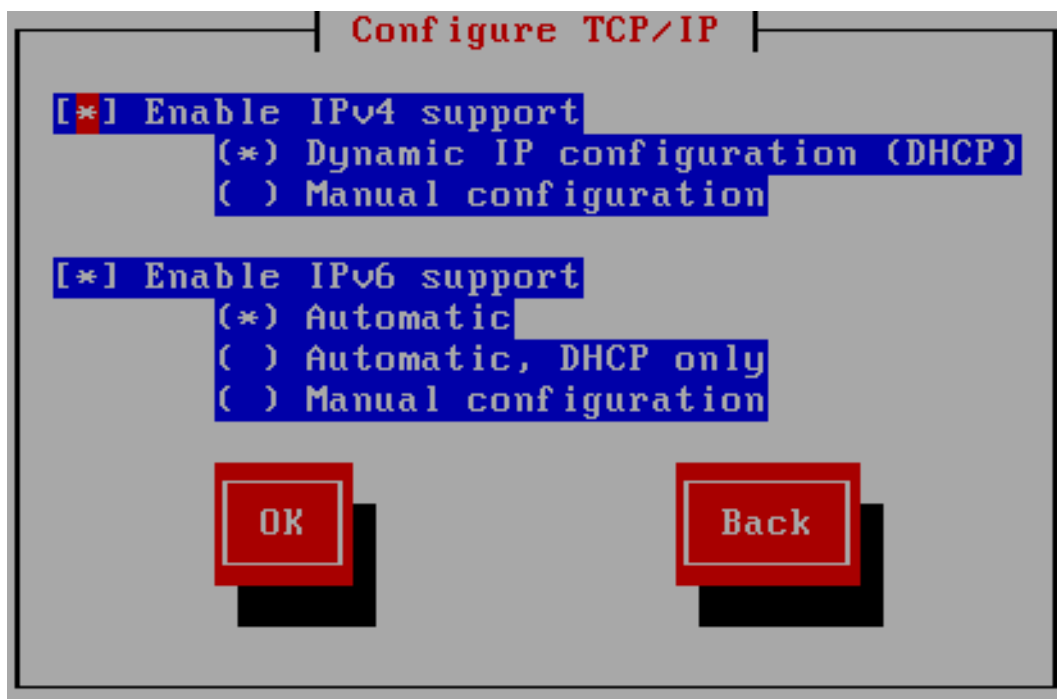 Configure TCP/IP
[*] Enable IPv4 support
(*) Dynamic IP configuration (DHCP)
( ) Manual configuration
[*] Enable IPv6 support
(*) Automatic
( ) Automatic, DHCP only
( ) Manual configuration
OK Back